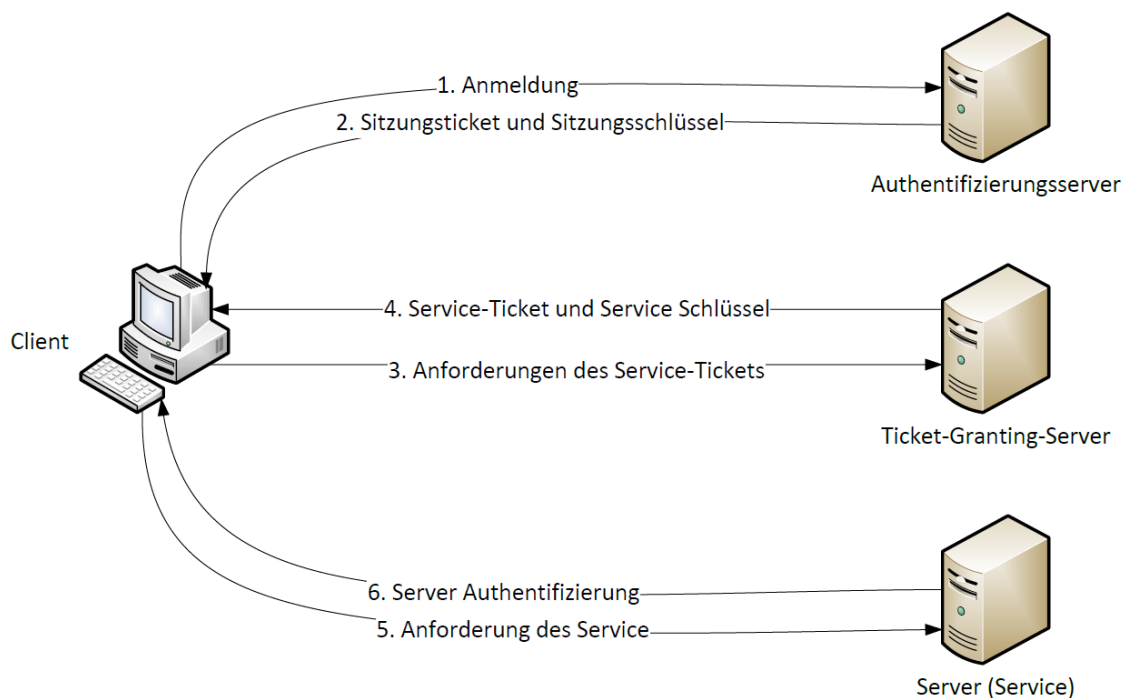 1. Anmeldung
2. Sitzungsticket und Sitzungsschlüssel
Authentifizierungsserver
4. Service-Ticket und Service Schlüssel
Client
3. Anforderungen des Service-Tickets
Ticket-Granting-Server
6. Server Authentifizierung
5. Anforderung des Service
Server (Service)